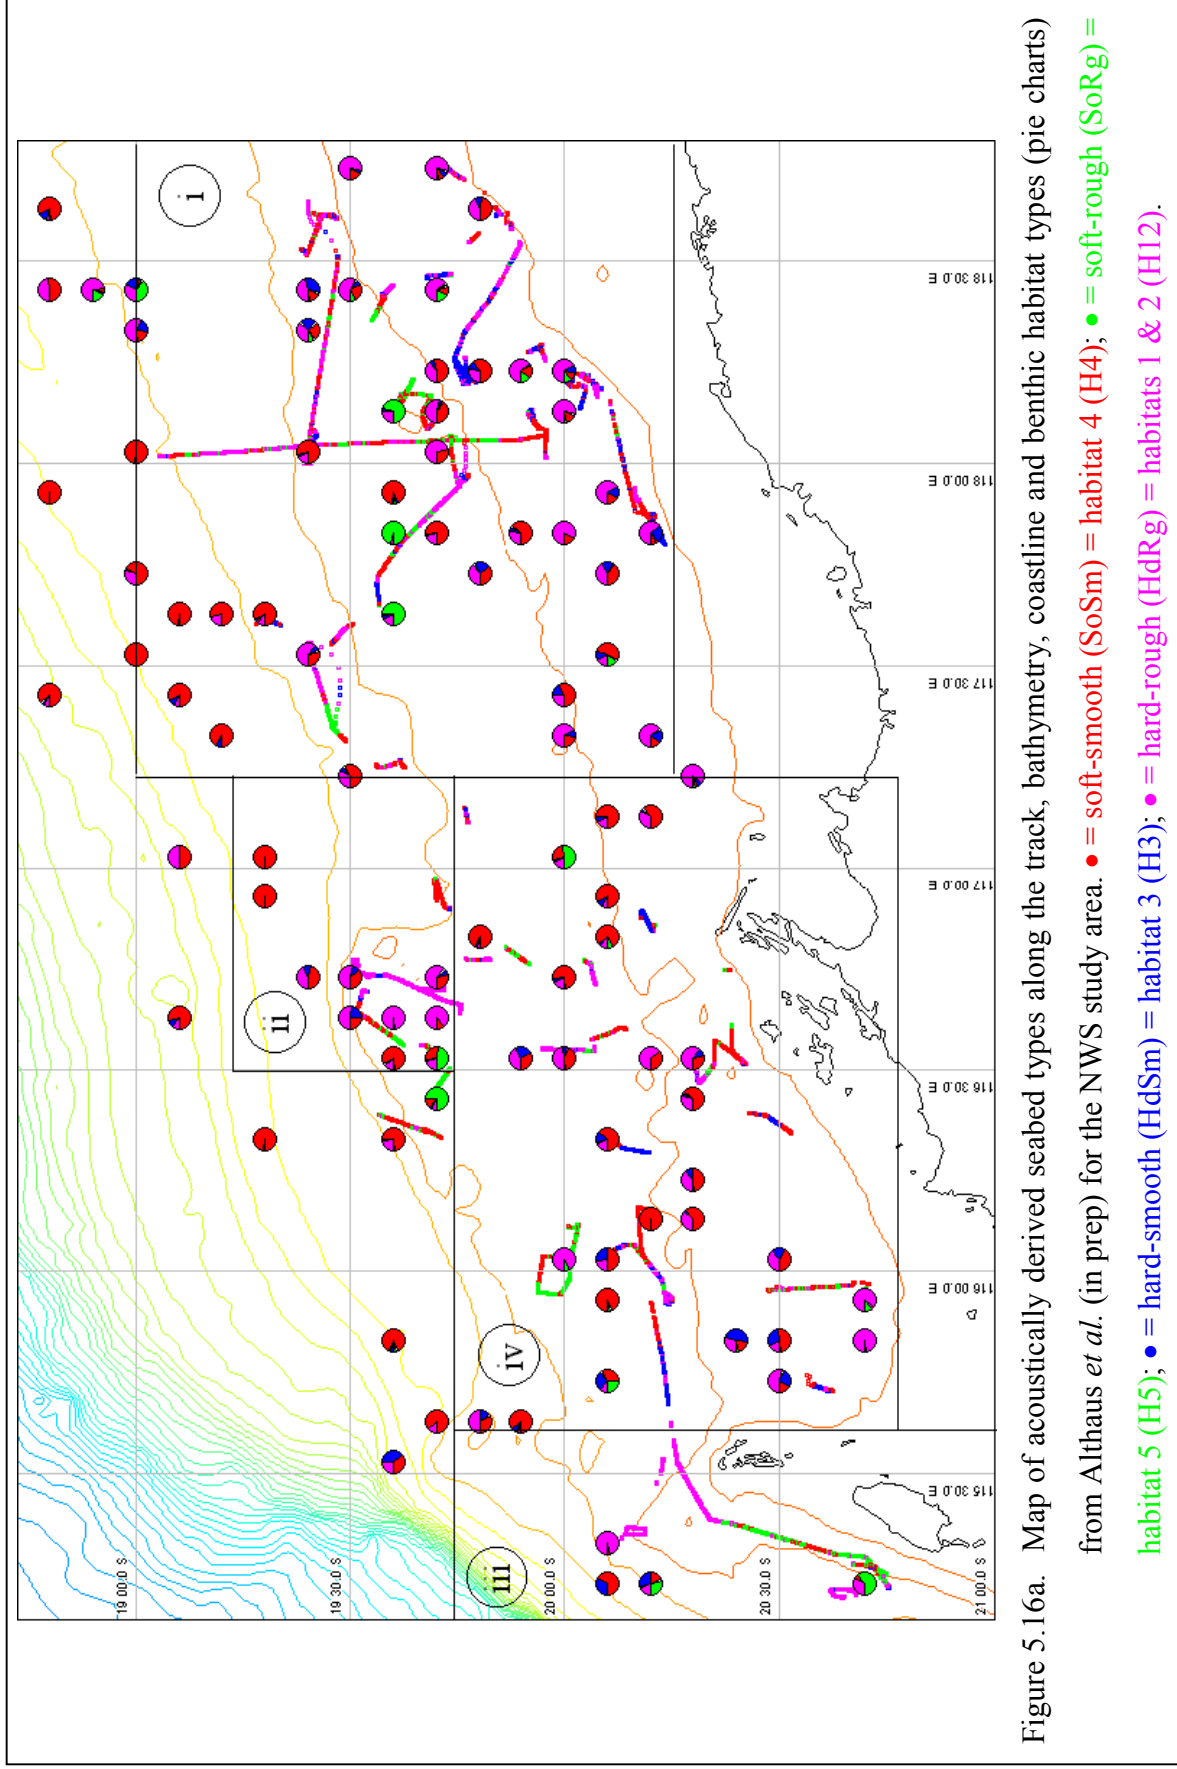 i
ii
iii
iv
19 00.0 S
19 30.0 S
20 00.0 S
20 30.0 S
21 00.0 S
115 30.0 E
116 00.0 E
116 30.0 E
117 00.0 E
117 30.0 E
118 00.0 E
118 30.0 E
Figure 5.16a. Map of acoustically derived seabed types along the track, bathymetry, coastline and benthic habitat types (pie charts)
from Althaus et al. (in prep) for the NWS study area. ● = soft-smooth (SoSm) = habitat 4 (H4); ● = soft-rough (SoRg) =
habitat 5 (H5); ● = hard-smooth (HdSm) = habitat 3 (H3); ● = hard-rough (HdRg) = habitats 1 & 2 (H12).